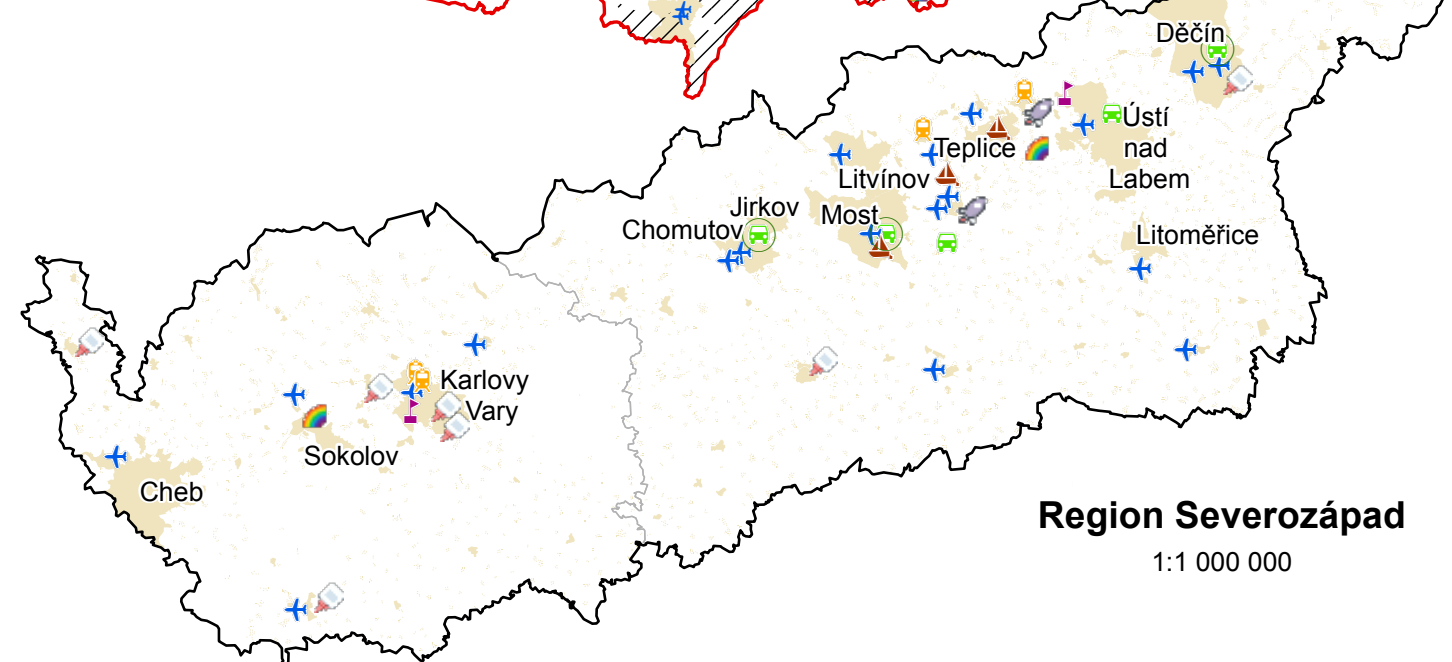 Děčín
Ústí
nad
Labem
Teplice
Litvínov
Jirkov
Most
Chomutov
Litoměřice
Karlovy
Vary
Sokolov
Cheb
Region Severozápad
1:1 000 000